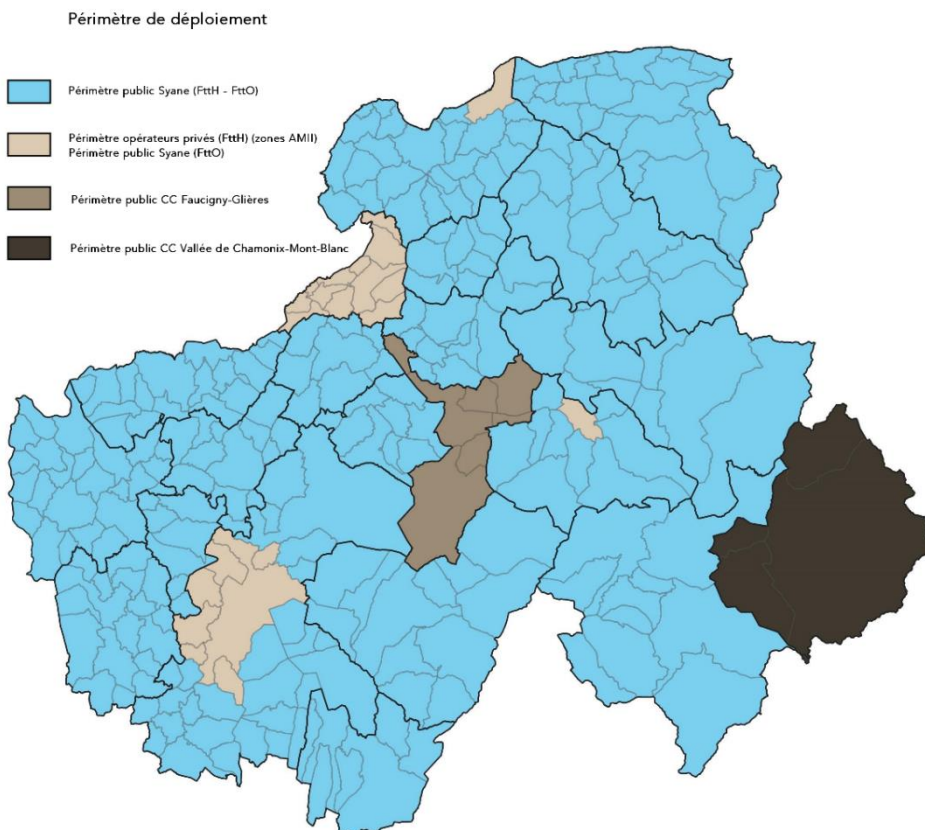 Périmètre de déploiement
Périmètre public Syane (FttH - FttO)
Périmètre opérateurs privés (FttH) (zones AMII)
Périmètre public Syane (FttO)
Périmètre public CC Faucigny-Glières
Périmètre public CC Vallée de Chamonix-Mont-Blanc